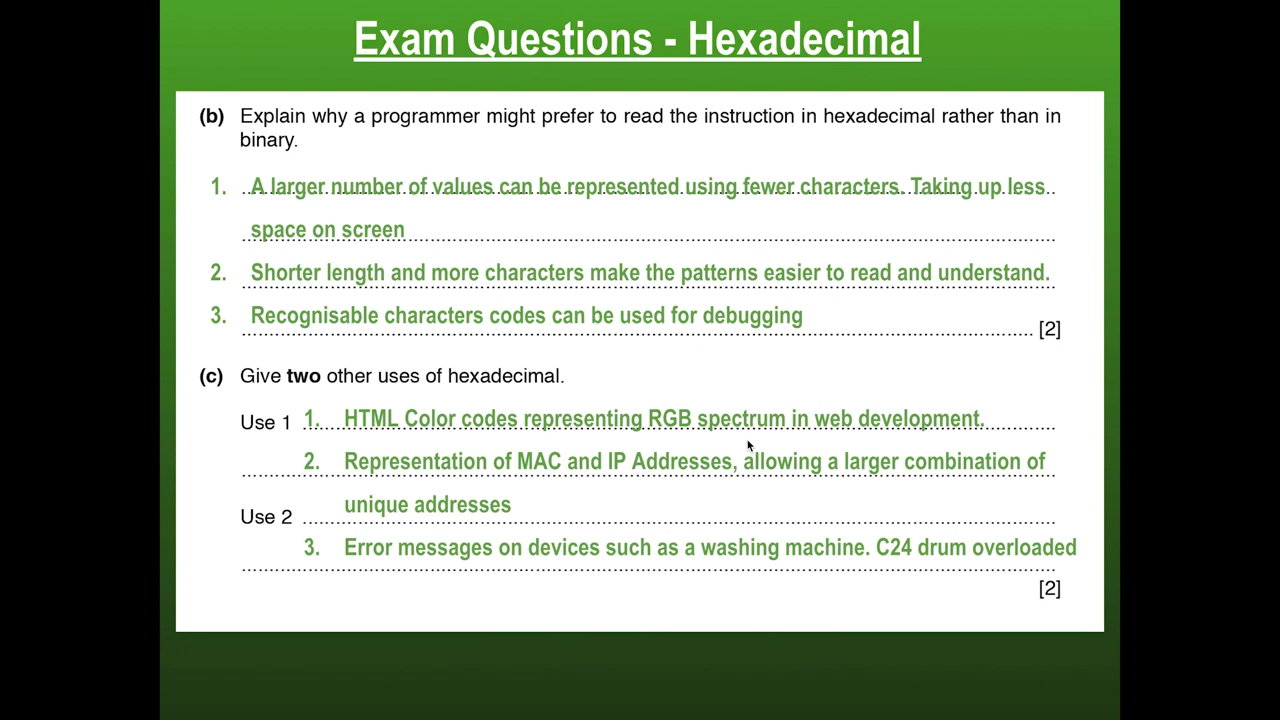 Exam Questions - Hexadecimal
(b) Explain why a programmer might prefer to read the instruction in hexadecimal rather than in
binary.
1. A larger number of values can be represented using fewer characters. Taking up less
space on screen
2. Shorter length and more characters make the patterns easier to read and understand.
3. Recognisable characters codes can be used for debugging
[2]
(c) Give two other uses of hexadecimal.
Use 1 1. HTML Color codes representing RGB spectrum in web development.
2. Representation of MAC and IP Addresses, allowing a larger combination of
unique addresses
Use 2
3. Error messages on devices such as a washing machine. C24 drum overloaded
[2]